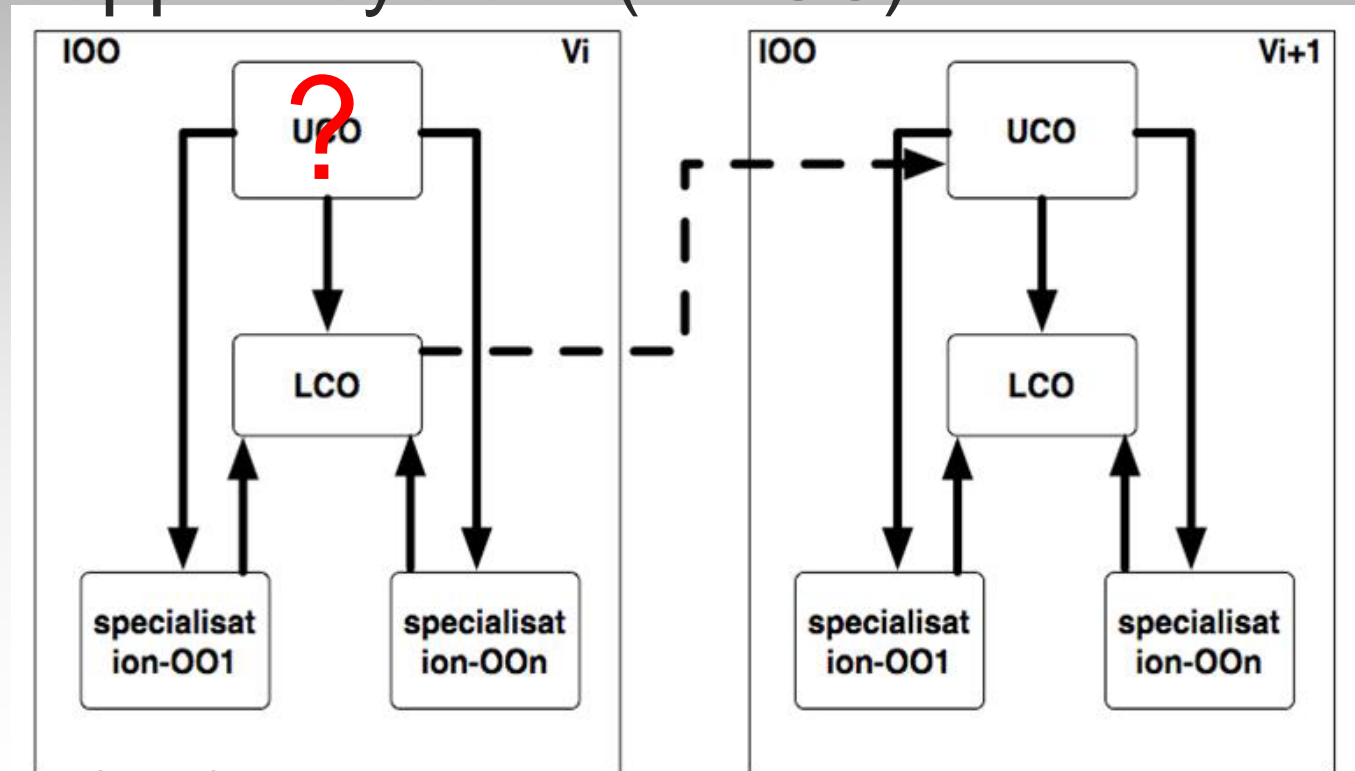 IOO Vi
?
UCO
LCO
specialisat
ion-OO1
specialisat
ion-OOn
IOO Vi+1
UCO
LCO
specialisat
ion-OO1
specialisat
ion-OOn